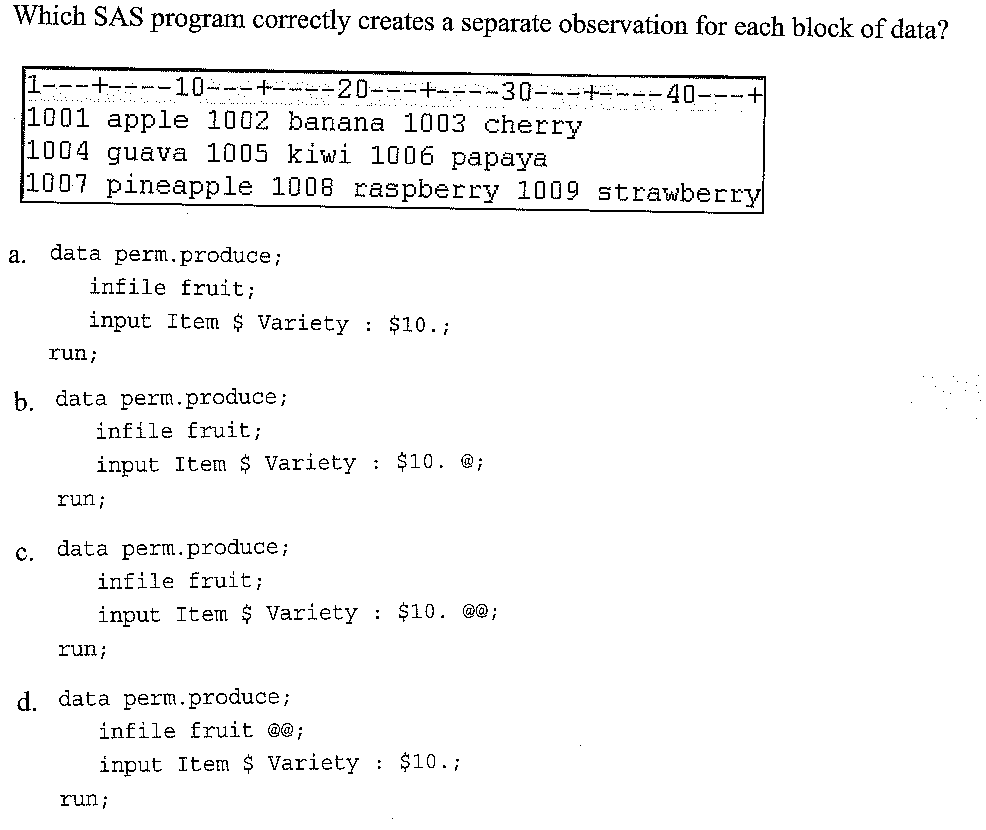 Which SAS program correctly creates a separate observation for each block of data?
1---+----10---+----20---+----30---+----40---+
1001 apple 1002 banana 1003 cherry
1004 guava 1005 kiwi 1006 papaya
1007 pineapple 1008 raspberry 1009 strawberry
a. data perm.produce;
infile fruit;
input Item $ Variety : $10.;
run;
b. data perm.produce;
infile fruit;
input Item $ Variety : $10. @;
run;
c. data perm.produce;
infile fruit;
input Item $ Variety : $10. @@;
run;
d. data perm.produce;
infile fruit @@;
input Item $ Variety : $10.;
run;